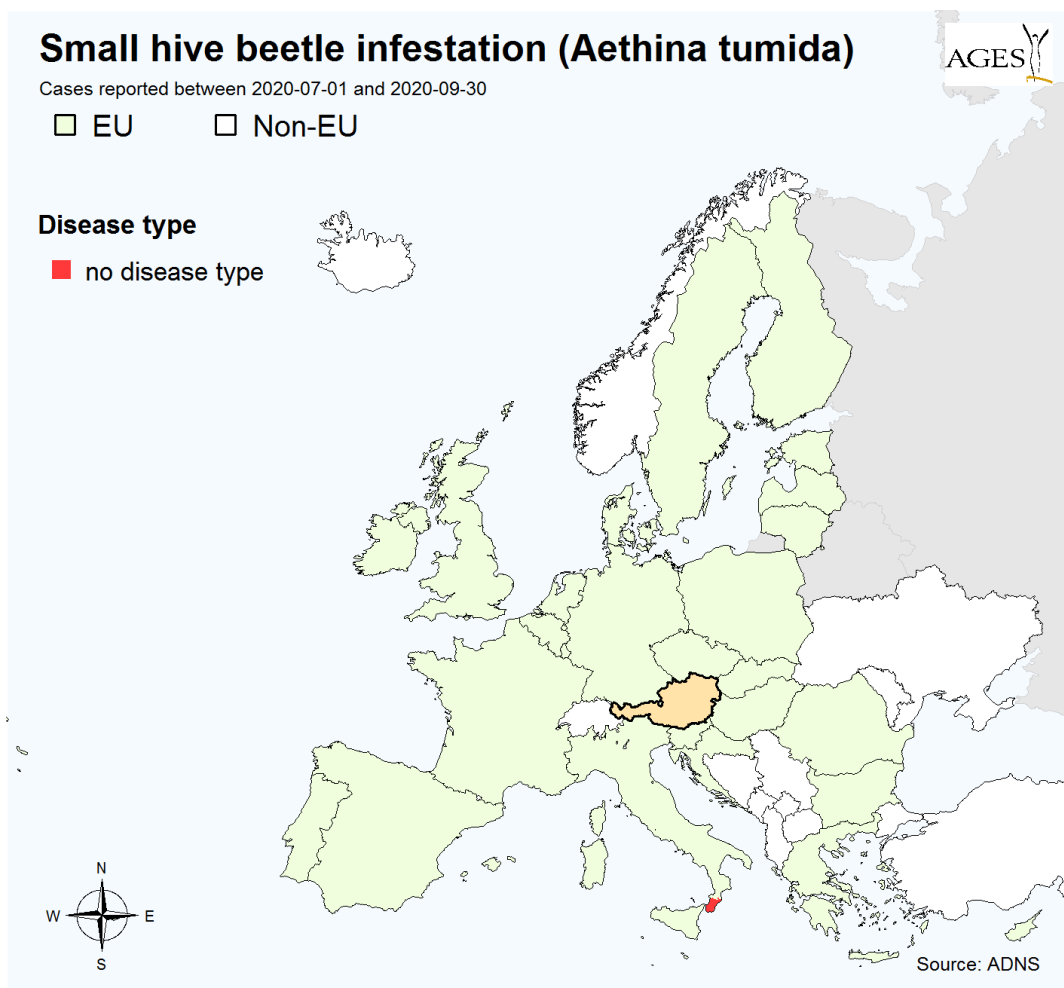 Small hive beetle infestation (Aethina tumida)
Cases reported between 2020-07-01 and 2020-09-30
EU Non-EU
AGES
Disease type
no disease type
N
W E
S
Source: ADNS